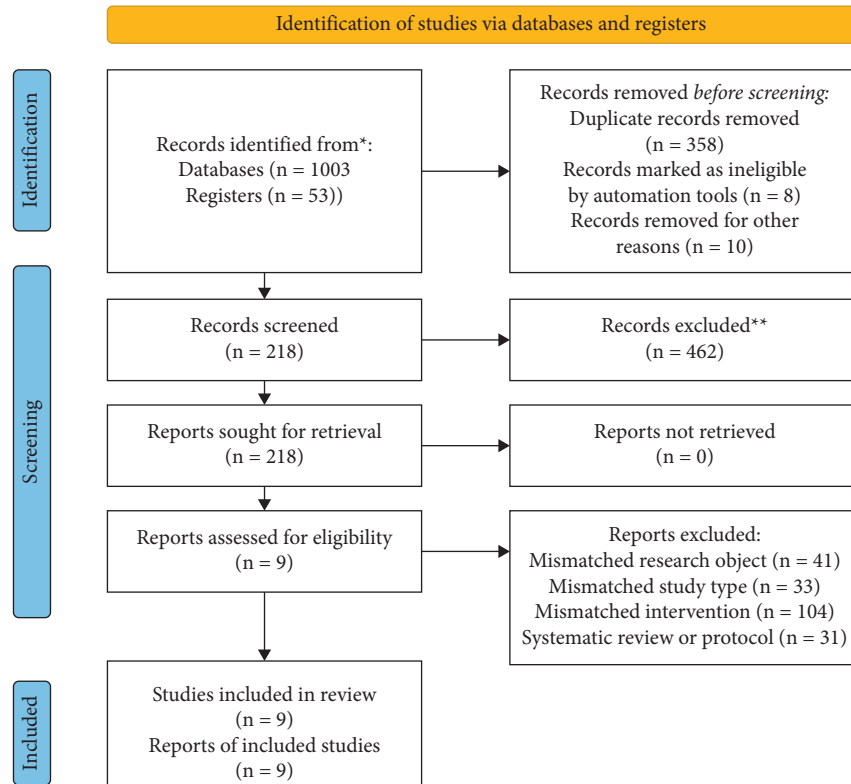 Identification of studies via databases and registers
Identification
Records identified from*:
Databases (n = 1003
Registers (n = 53))
Records removed before screening:
Duplicate records removed
(n = 358)
Records marked as ineligible
by automation tools (n = 8)
Records removed for other
reasons (n = 10)
Screening
Records screened
(n = 218)
Records excluded**
(n = 462)
Reports sought for retrieval
(n = 218)
Reports not retrieved
(n = 0)
Reports assessed for eligibility
(n = 9)
Reports excluded:
Mismatched research object (n = 41)
Mismatched study type (n = 33)
Mismatched intervention (n = 104)
Systematic review or protocol (n = 31)
Included
Studies included in review
(n = 9)
Reports of included studies
(n = 9)